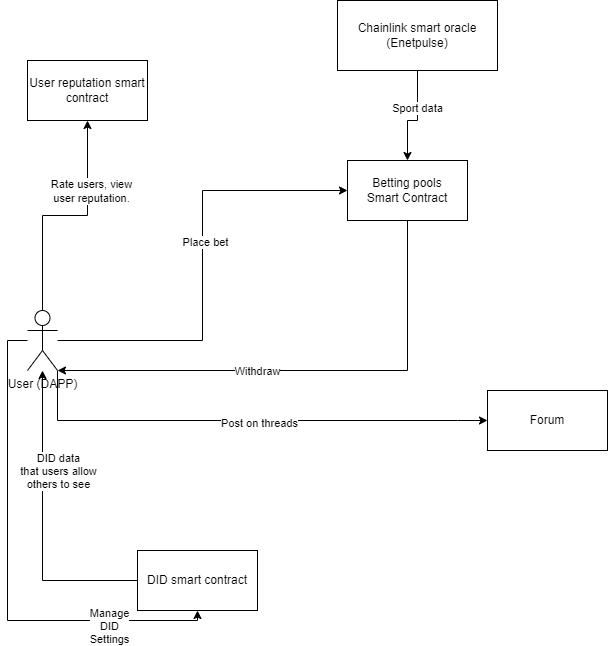 Chainlink smart oracle
(Enetpulse)
User reputation smart
contract
Sport data
Rate users, view
user reputation.
Betting pools
Smart Contract
Place bet
Withdraw
User (DAPP)
Post on threads
Forum
DID data
that users allow
others to see
DID smart contract
Manage
DID
Settings